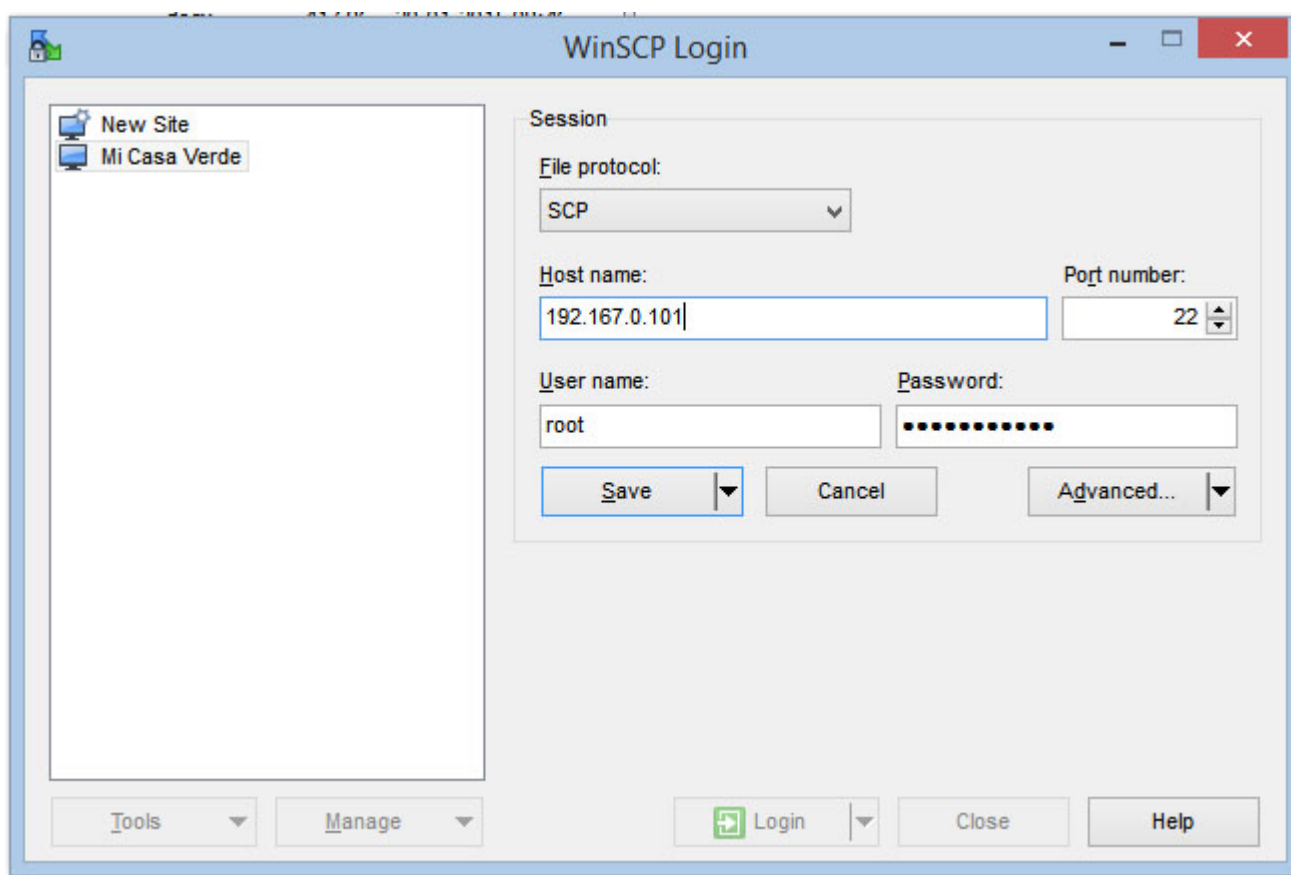 WinSCP Login
New Site
Mi Casa Verde
Session
File protocol:
SCP
Host name:
Port number:
192.167.0.101
22
User name:
Password:
root
•••••••••••
Save
Cancel
Advanced...
Tools
Manage
Login
Close
Help